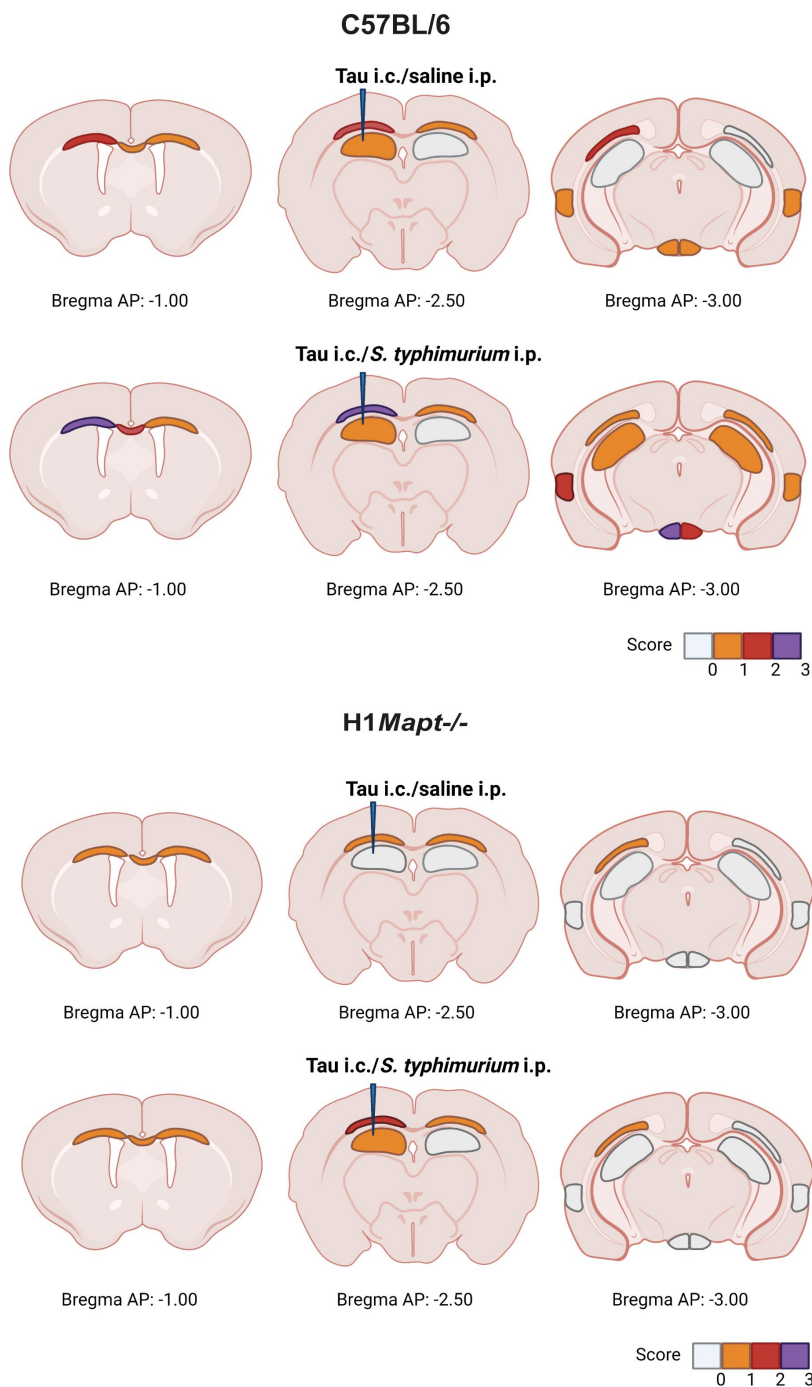 C57BL/6
Tau i.c./saline i.p.
Bregma AP: -1.00
Bregma AP: -2.50
Bregma AP: -3.00
Tau i.c./S. typhimurium i.p.
Bregma AP: -1.00
Bregma AP: -2.50
Bregma AP: -3.00
Score
0 1 2 3
H1Mapt-/-
Tau i.c./saline i.p.
Bregma AP: -1.00
Bregma AP: -2.50
Bregma AP: -3.00
Tau i.c./S. typhimurium i.p.
Bregma AP: -1.00
Bregma AP: -2.50
Bregma AP: -3.00
Score
0 1 2 3